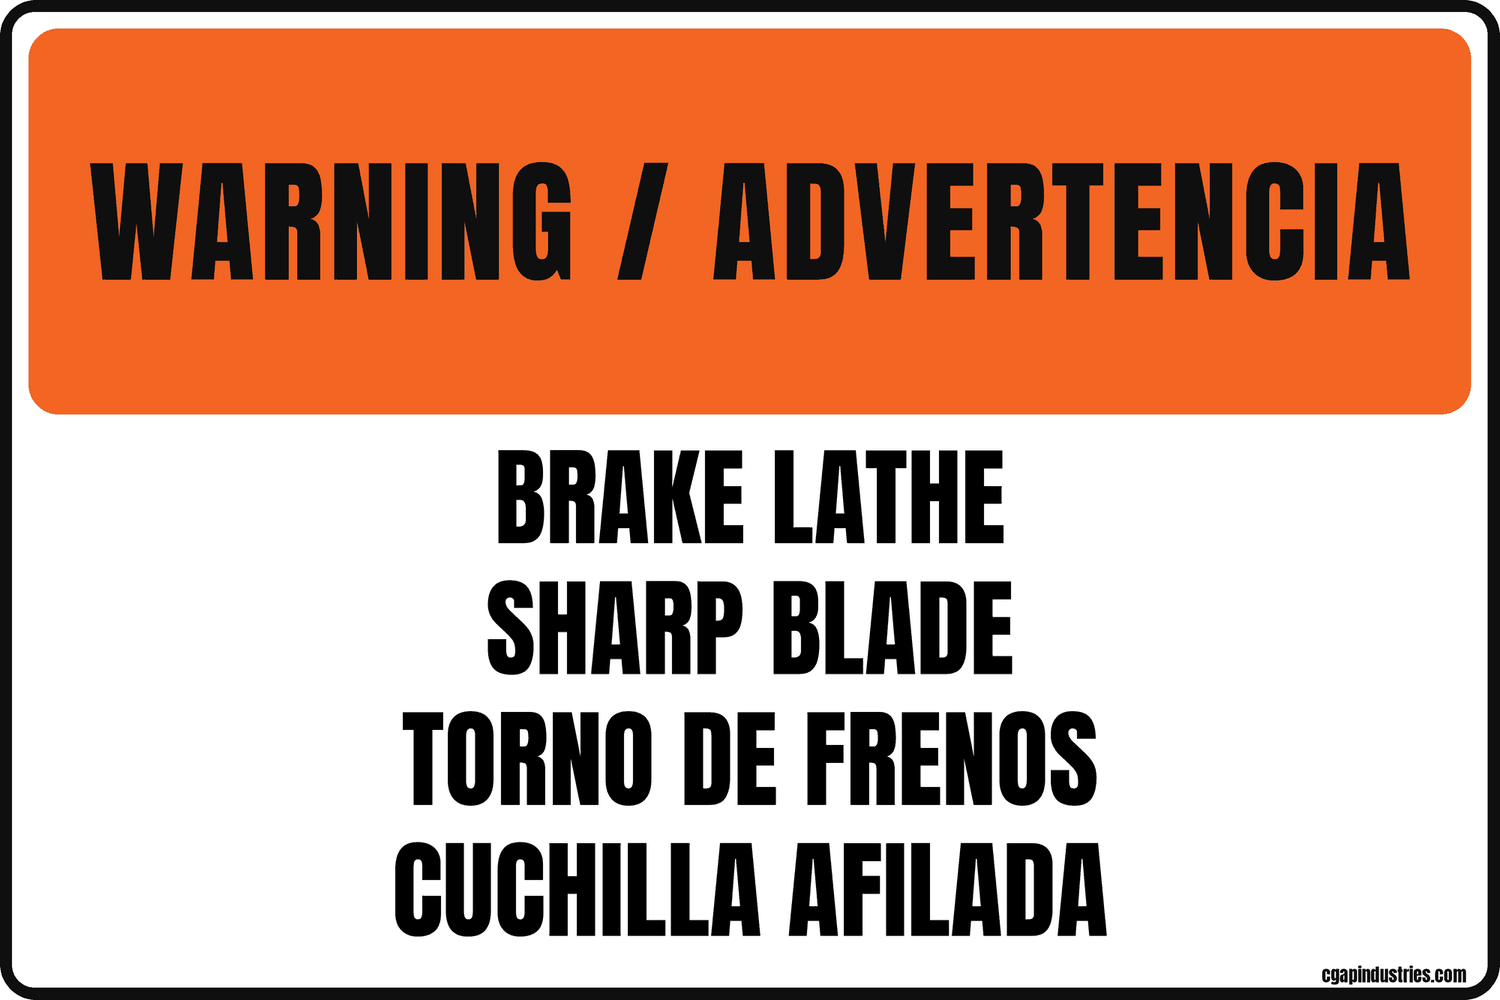 WARNING / ADVERTENCIA
BRAKE LATHE
SHARP BLADE
TORNO DE FRENOS
CUCHILLA AFILADA
cgapindustries.com